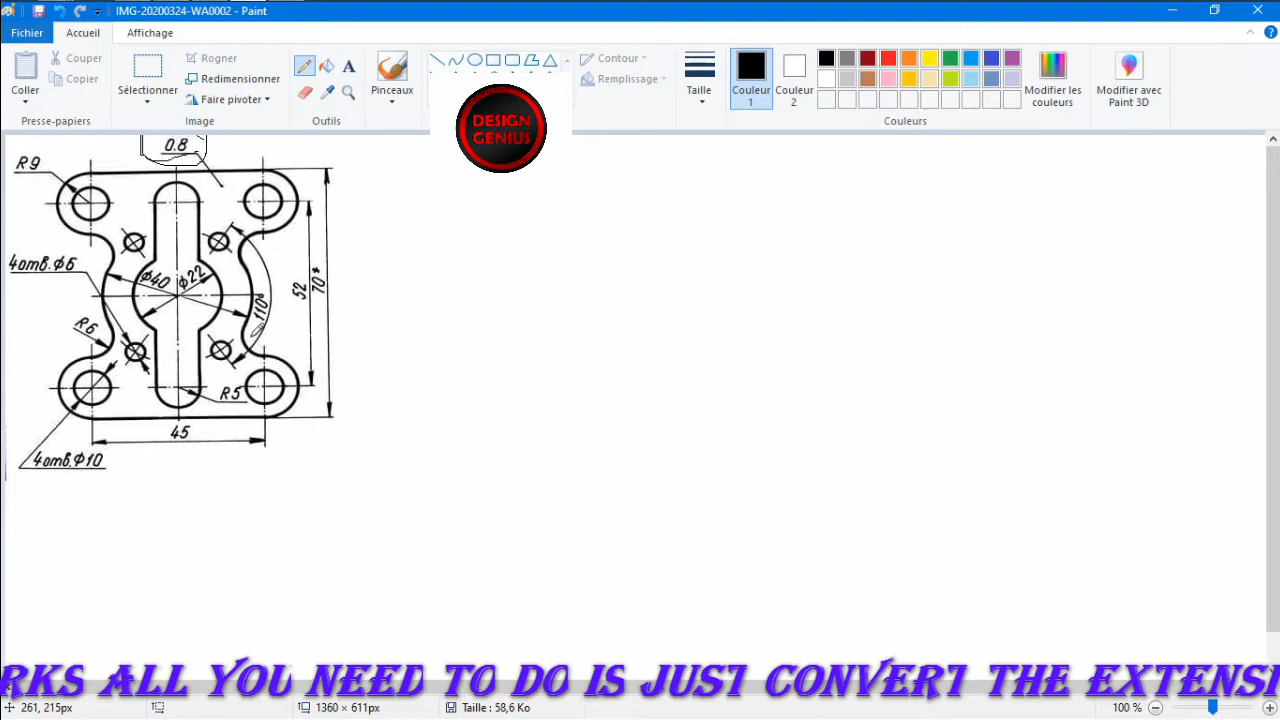 IMG-20200324-WA0002 - Paint
Fichier
Accueil
Affichage
Coller
Couper
Copier
Presse-papiers
Sélectionner
Rogner
Redimensionner
Faire pivoter
Image
A
Outils
Pinceaux
DESIGN
GENIUS
Contour
Remplissage
Taille
Couleur
1
Couleur
2
Modifier les
couleurs
Couleurs
Modifier avec
Paint 3D
0.8
R9
4отв.Ф6
Ф40
Ф22
110°
52
70*
R6
R5
45
4отв.Ф10
RKS ALL YOU NEED TO DO IS JUST CONVERT THE EXTENSI
261, 215px
1360 × 611px
Taille : 58,6 Ko
100 %